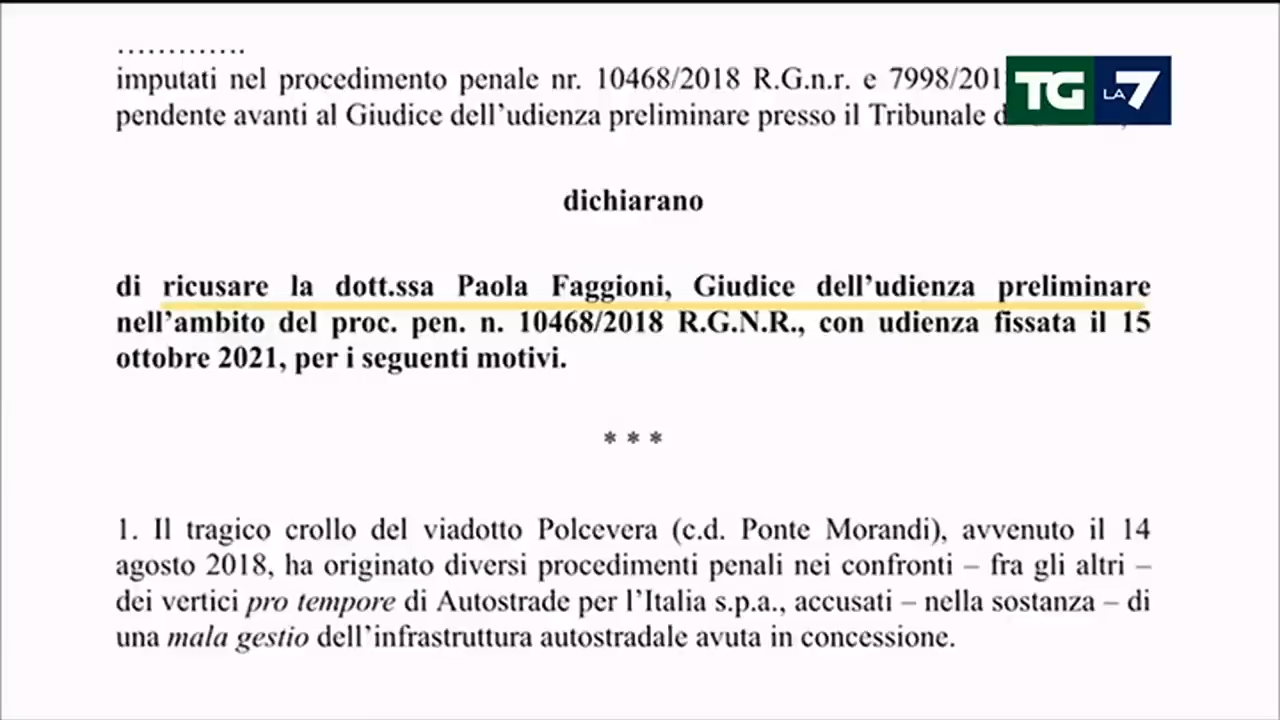 ………….
imputati nel procedimento penale nr. 10468/2018 R.G.n.r. e 7998/201
TG LA7
pendente avanti al Giudice dell’udienza preliminare presso il Tribunale
dichiarano
di ricusare la dott.ssa Paola Faggioni, Giudice dell’udienza preliminare
nell’ambito del proc. pen. n. 10468/2018 R.G.N.R., con udienza fissata il 15
ottobre 2021, per i seguenti motivi.
* * *
1. Il tragico crollo del viadotto Polcevera (c.d. Ponte Morandi), avvenuto il 14
agosto 2018, ha originato diversi procedimenti penali nei confronti – fra gli altri –
dei vertici pro tempore di Autostrade per l’Italia s.p.a., accusati – nella sostanza – di
una mala gestio dell’infrastruttura autostradale avuta in concessione.